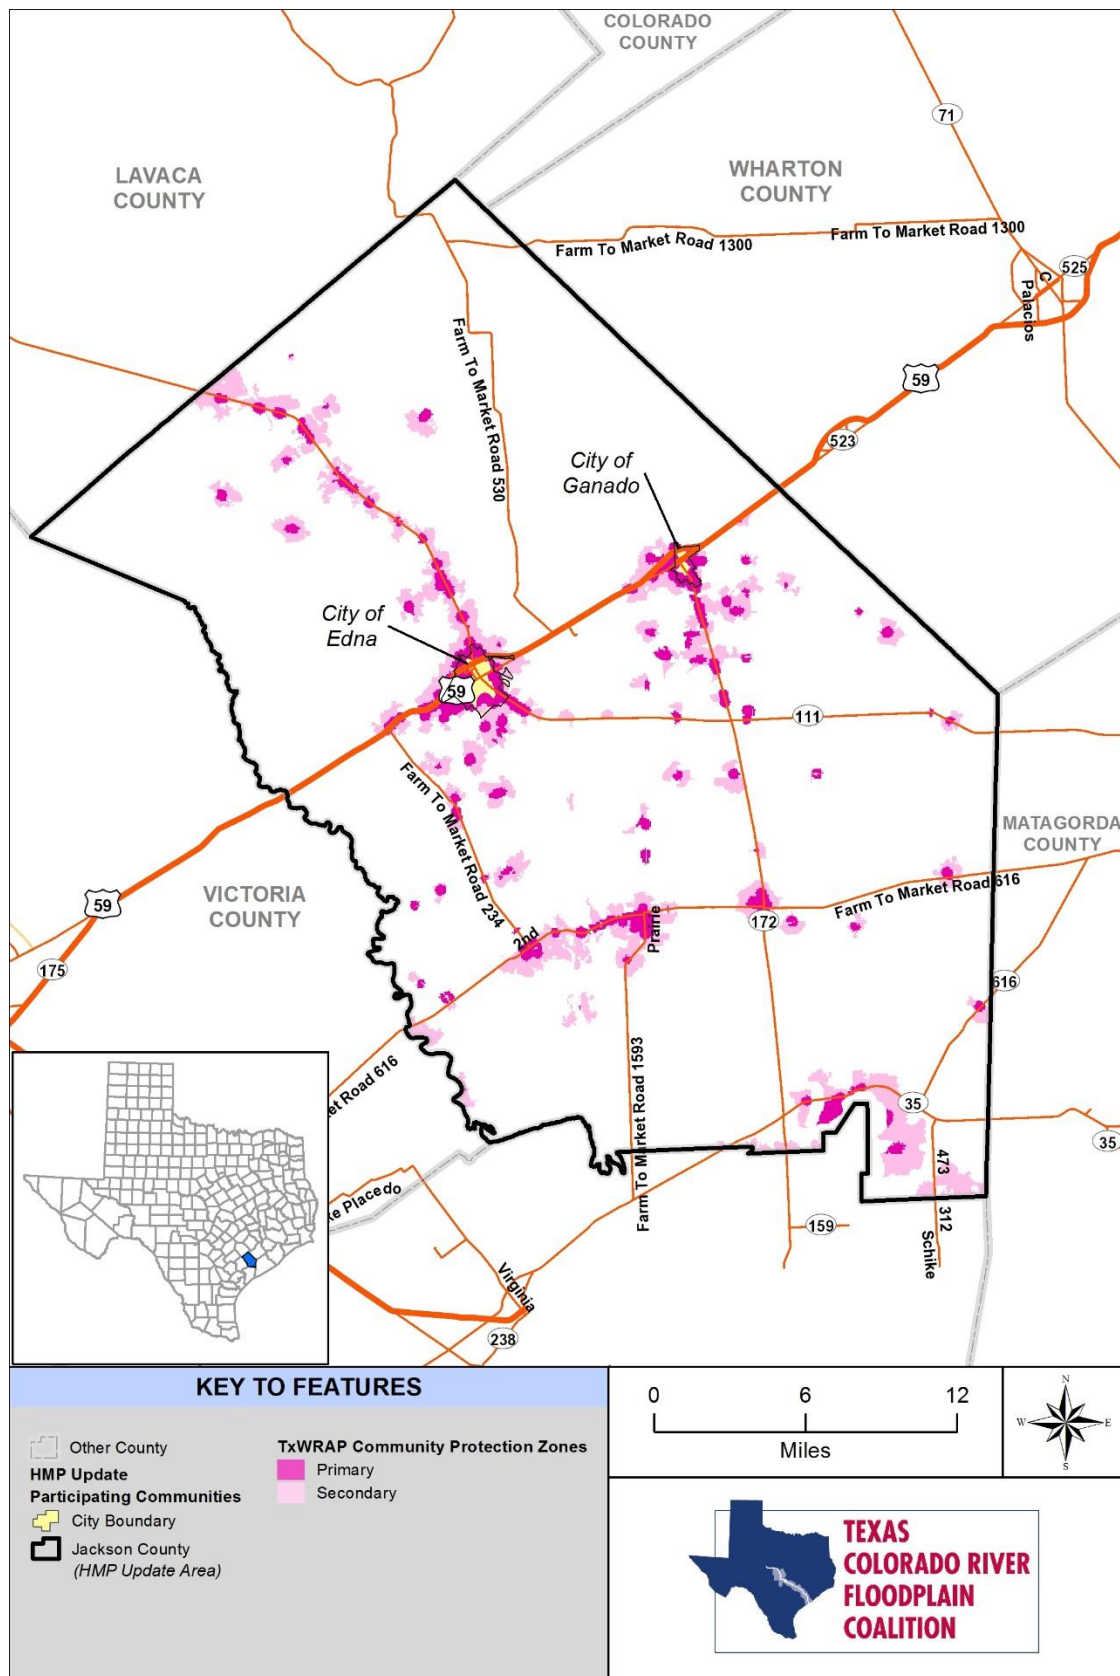 COLORADO
COUNTY
71
LAVACA
COUNTY
WHARTON
COUNTY
Farm To Market Road 1300
Farm To Market Road 1300
525
C
Palacios
Farm To Market Road 530
59
523
City of
Ganado
City of
Edna
59
111
Farm To Market Road 234
MATAGORDA
COUNTY
VICTORIA
COUNTY
59
Farm To Market Road 616
172
2nd
Prairie
175
616
Farm To Market Road 1593
et Road 616
35
35
473
312
Schike
159
ke Placedo
Virginia
238
KEY TO FEATURES
Other County
HMP Update
Participating Communities
City Boundary
Jackson County
(HMP Update Area)
TxWRAP Community Protection Zones
Primary
Secondary
0 6 12
Miles
N
W E
S
TEXAS
COLORADO RIVER
FLOODPLAIN
COALITION